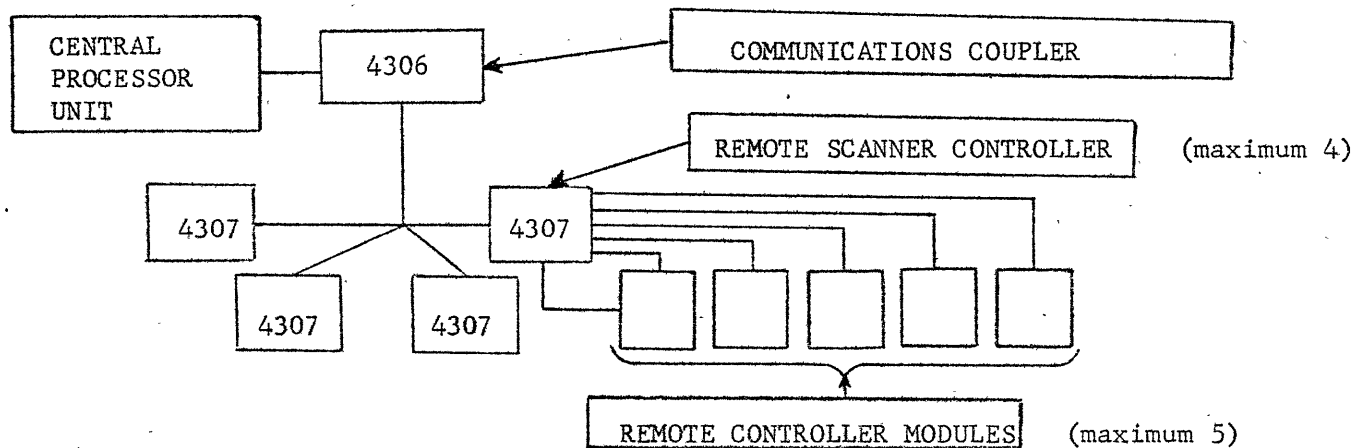 CENTRAL
PROCESSOR
UNIT
4306
COMMUNICATIONS COUPLER
REMOTE SCANNER CONTROLLER (maximum 4)
4307
4307
4307
4307
REMOTE CONTROLLER MODULES (maximum 5)